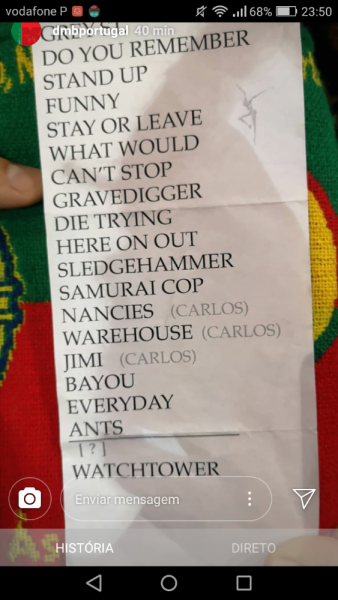 vodafone P 68% 23:50
dmbportugal 40 min
GREY ST
DO YOU REMEMBER
STAND UP
FUNNY
STAY OR LEAVE
WHAT WOULD
CAN'T STOP
GRAVEDIGGER
DIE TRYING
HERE ON OUT
SLEDGEHAMMER
SAMURAI COP
NANCIES (CARLOS)
WAREHOUSE (CARLOS)
JIMI (CARLOS)
BAYOU
EVERYDAY
ANTS
[ ? ]
WATCHTOWER
Enviar mensagem
HISTÓRIA DIRETO